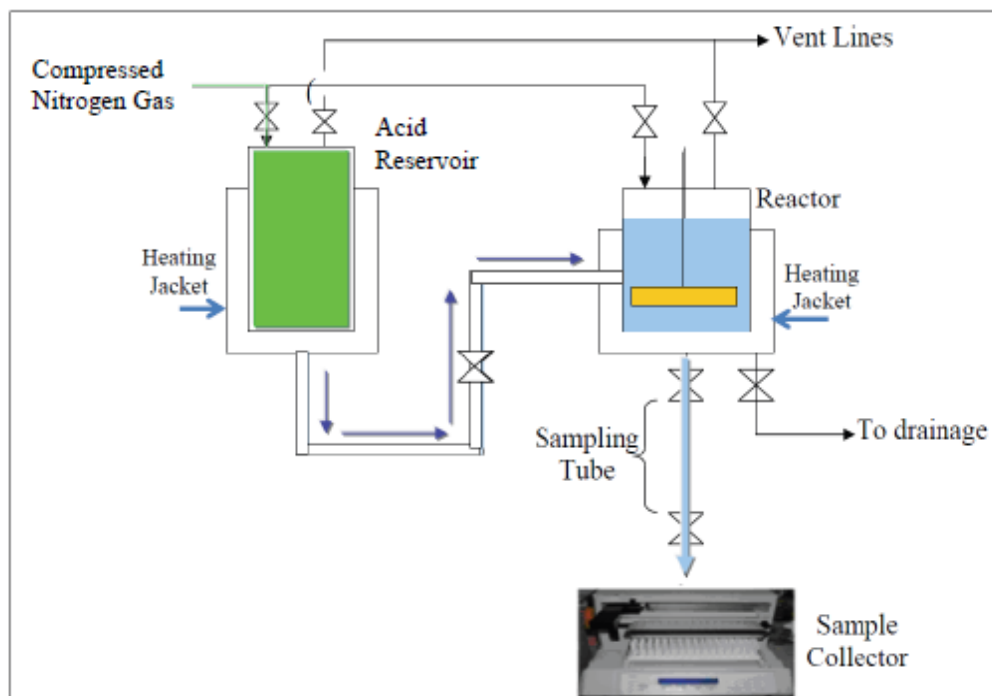 Vent Lines
Compressed
Nitrogen Gas
Acid
Reservoir
Reactor
Heating
Jacket
Heating
Jacket
Sampling
Tube
To drainage
Sample
Collector